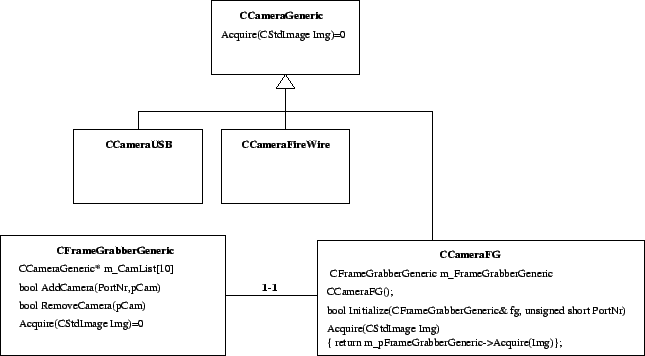 CCameraGeneric
Acquire(CStdImage Img)=0
CCameraUSB
CCameraFireWire
CFrameGrabberGeneric
CCameraGeneric* m_CamList[10]
bool AddCamera(PortNr,pCam)
bool RemoveCamera(pCam)
Acquire(CStdImage Img)=0
1-1
CCameraFG
CFrameGrabberGeneric m_FrameGrabberGeneric
CCameraFG();
bool Initialize(CFrameGrabberGeneric& fg, unsigned short PortNr)
Acquire(CStdImage Img)
{ return m_pFrameGrabberGeneric->Acquire(Img)};